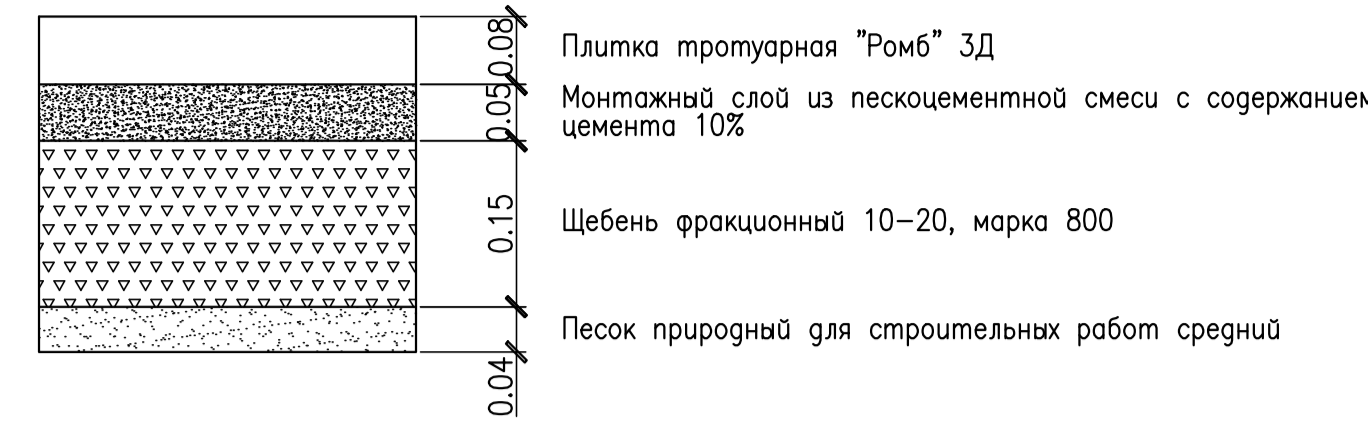 0.08
Плитка тротуарная "Ромб" 3Д
0.05
Монтажный слой из пескоцементной смеси с содержанием
цемента 10%
0.15
Щебень фракционный 10-20, марка 800
Песок природный для строительных работ средний
0.04